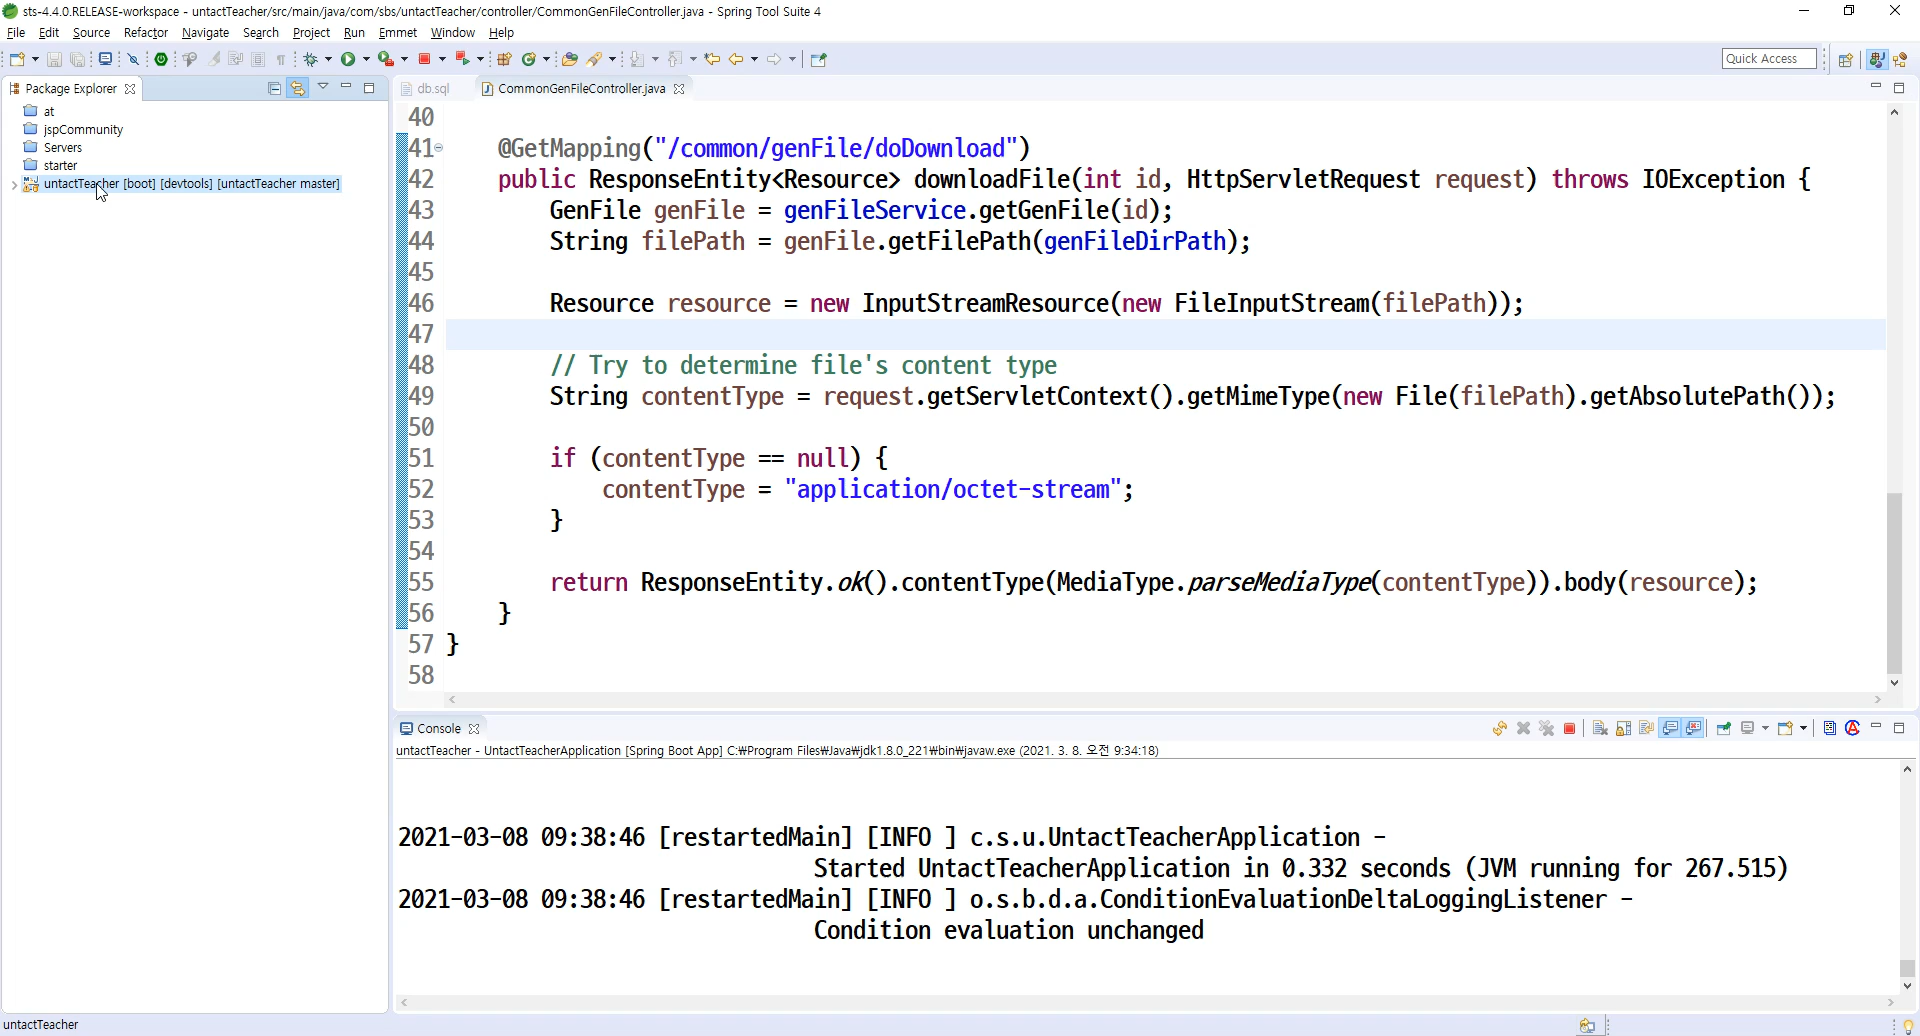 sts-4.4.0.RELEASE-workspace - untactTeacher/src/main/java/com/sbs/untactTeacher/controller/CommonGenFileController.java - Spring Tool Suite 4
File Edit Source Refactor Navigate Search Project Run Emmet Window Help
Quick Access
Package Explorer
at
jspCommunity
Servers
starter
untactTeacher [boot] [devtools] [untactTeacher master]
db.sql CommonGenFileController.java
40
41 @GetMapping("/common/genFile/doDownload")
42 public ResponseEntity<Resource> downloadFile(int id, HttpServletRequest request) throws IOException {
43 GenFile genFile = genFileService.getGenFile(id);
44 String filePath = genFile.getFilePath(genFileDirPath);
45
46 Resource resource = new InputStreamResource(new FileInputStream(filePath));
47
48 // Try to determine file's content type
49 String contentType = request.getServletContext().getMimeType(new File(filePath).getAbsolutePath());
50
51 if (contentType == null) {
52 contentType = "application/octet-stream";
53 }
54
55 return ResponseEntity.ok().contentType(MediaType.parseMediaType(contentType)).body(resource);
56 }
57 }
58
Console
untactTeacher - UntactTeacherApplication [Spring Boot App] C:₩Program Files₩Java₩jdk1.8.0_221₩bin₩javaw.exe (2021. 3. 8. 오전 9:34:18)
2021-03-08 09:38:46 [restartedMain] [INFO ] c.s.u.UntactTeacherApplication -
Started UntactTeacherApplication in 0.332 seconds (JVM running for 267.515)
2021-03-08 09:38:46 [restartedMain] [INFO ] o.s.b.d.a.ConditionEvaluationDeltaLoggingListener -
Condition evaluation unchanged
untactTeacher